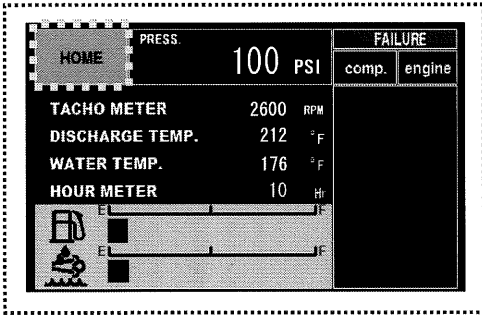 HOME
PRESS.
100 PSI
FAILURE
comp. engine
TACHO METER 2600 RPM
DISCHARGE TEMP. 212 °F
WATER TEMP. 176 °F
HOUR METER 10 Hr
E F
E F